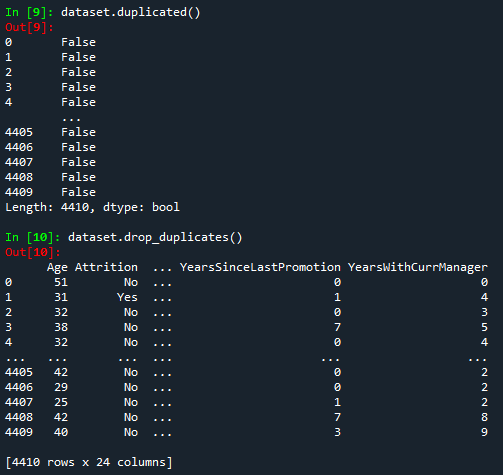 In [9]: dataset.duplicated()
Out[9]:
0       False
1       False
2       False
3       False
4       False
        ...
4405    False
4406    False
4407    False
4408    False
4409    False
Length: 4410, dtype: bool
In [10]: dataset.drop_duplicates()
Out[10]:
      Age Attrition  ... YearsSinceLastPromotion YearsWithCurrManager
0      51        No  ...                       0                    0
1      31       Yes  ...                       1                    4
2      32        No  ...                       0                    3
3      38        No  ...                       7                    5
4      32        No  ...                       0                    4
...   ...       ...  ...                     ...                  ...
4405   42        No  ...                       0                    2
4406   29        No  ...                       0                    2
4407   25        No  ...                       1                    2
4408   42        No  ...                       7                    8
4409   40        No  ...                       3                    9
[4410 rows x 24 columns]